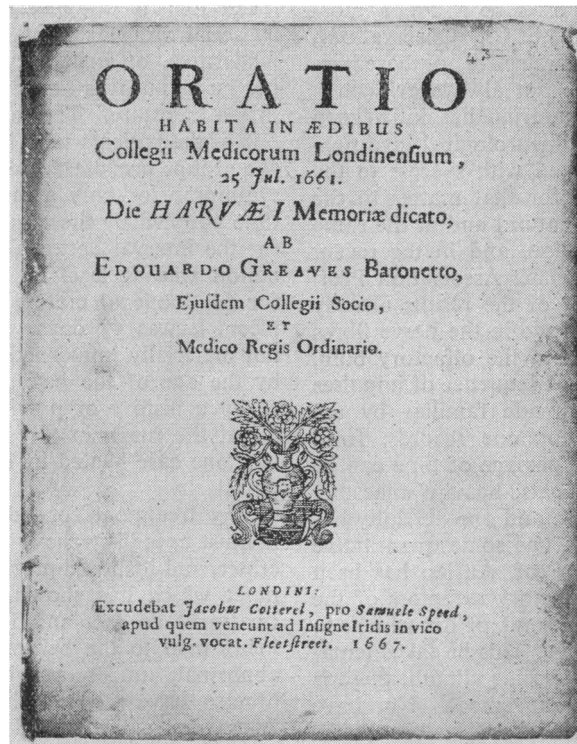 ORATIO
HABITA IN ÆDIBUS
Collegii Medicorum Londinenſium,
25 Jul. 1661.
Die HARVÆI Memoriæ dicato,
AB
EDOUARDO GREAVES Baronetto,
Ejuſdem Collegii Socio,
ET
Medico Regis Ordinario.
LONDINI:
Excudebat Jacobus Cotterel, pro Samuele Speed,
apud quem veneunt ad Inſigne Iridis in vico
vulg. vocat. Fleetſtreet. 1667.